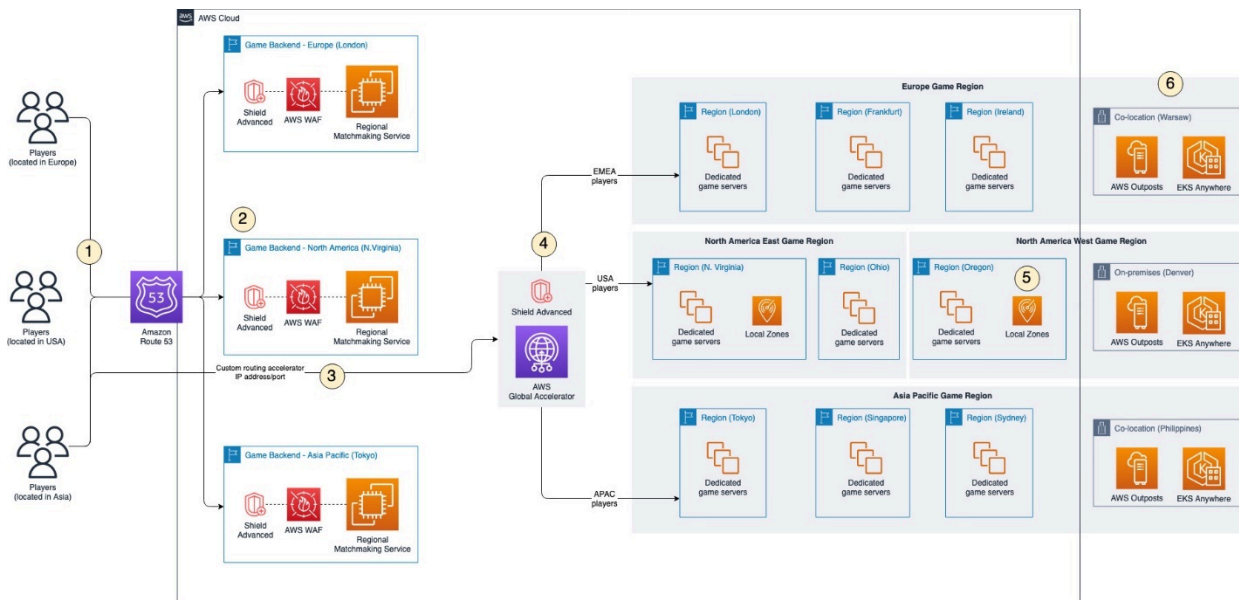 aws
AWS Cloud
Game Backend - Europe (London)
Shield
Advanced
AWS WAF
Regional
Matchmaking Service
Players
(located in Europe)
1
2
Game Backend - North America (N.Virginia)
Shield
Advanced
AWS WAF
Regional
Matchmaking Service
Players
(located in USA)
53
Amazon
Route 53
Custom routing accelerator
IP address/port
3
Players
(located in Asia)
Game Backend - Asia Pacific (Tokyo)
Shield
Advanced
AWS WAF
Regional
Matchmaking Service
4
Shield Advanced
AWS
Global Accelerator
EMEA
players
USA
players
APAC
players
Europe Game Region
6
Region (London)
Dedicated
game servers
Region (Frankfurt)
Dedicated
game servers
Region (Ireland)
Dedicated
game servers
Co-location (Warsaw)
AWS Outposts
K
EKS Anywhere
North America East Game Region
Region (N. Virginia)
Dedicated
game servers
Local Zones
Region (Ohio)
Dedicated
game servers
North America West Game Region
Region (Oregon)
5
Dedicated
game servers
Local Zones
On-premises (Denver)
AWS Outposts
K
EKS Anywhere
Asia Pacific Game Region
Region (Tokyo)
Dedicated
game servers
Region (Singapore)
Dedicated
game servers
Region (Sydney)
Dedicated
game servers
Co-location (Philippines)
AWS Outposts
K
EKS Anywhere